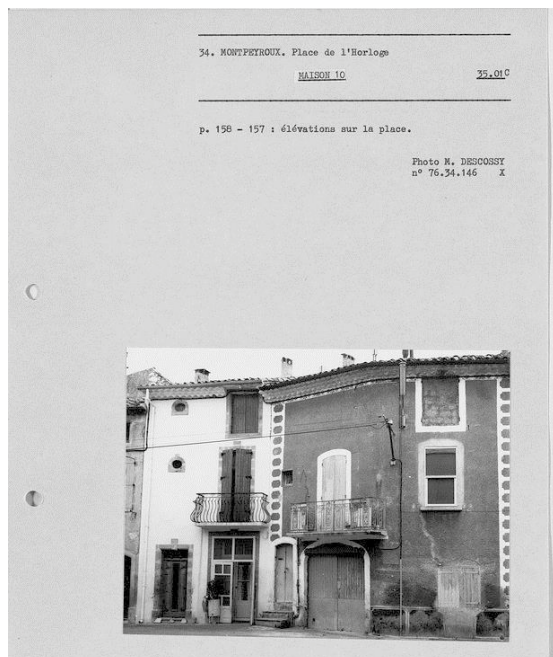 34. MONTPEYROUX. Place de l'Horloge
MAISON 10 35.01C
p. 158 - 157 : élévations sur la place.
Photo M. DESCOSSY
n° 76.34.146 X